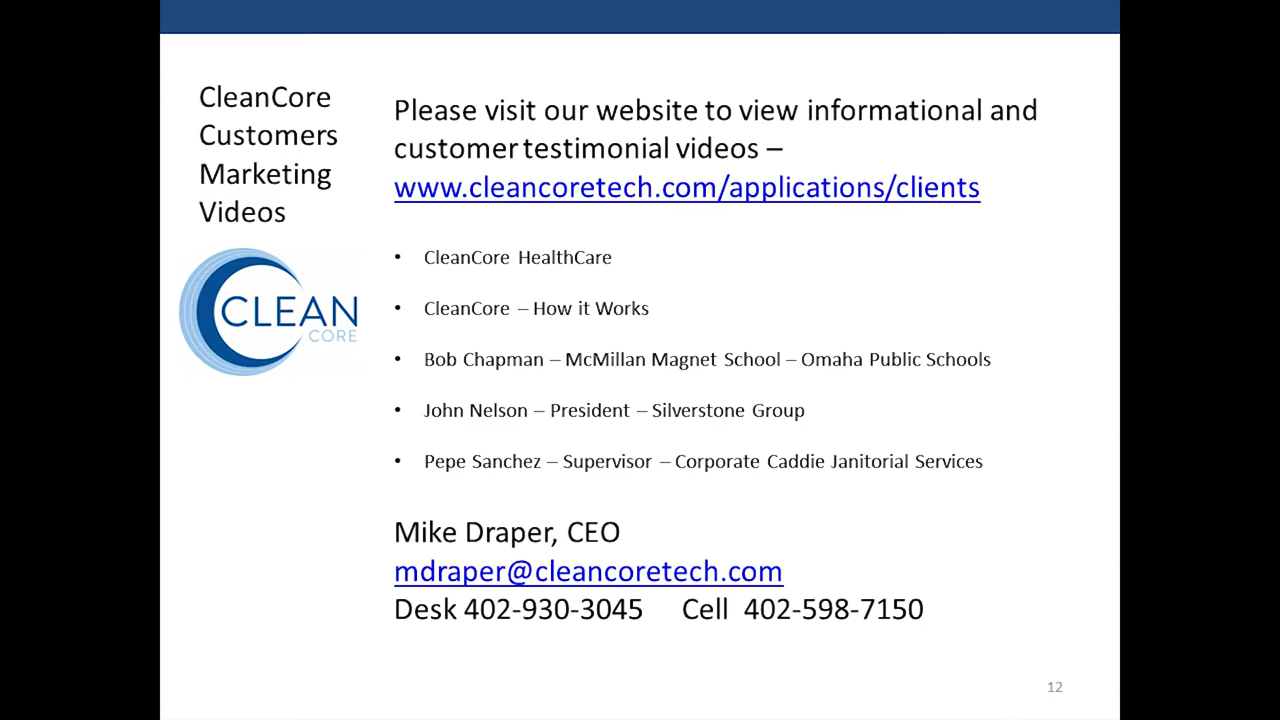 CleanCore
Customers
Marketing
Videos
CLEAN
CORE
Please visit our website to view informational and
customer testimonial videos –
www.cleancoretech.com/applications/clients
• CleanCore HealthCare
• CleanCore – How it Works
• Bob Chapman – McMillan Magnet School – Omaha Public Schools
• John Nelson – President – Silverstone Group
• Pepe Sanchez – Supervisor – Corporate Caddie Janitorial Services
Mike Draper, CEO
mdraper@cleancoretech.com
Desk 402-930-3045 Cell 402-598-7150
12